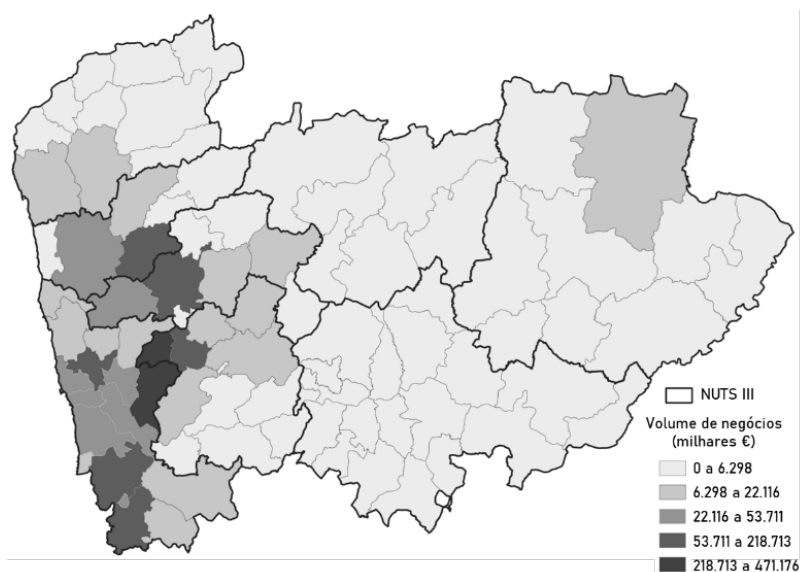 NUTS III
Volume de negócios
(milhares €)
0 a 6.298
6.298 a 22.116
22.116 a 53.711
53.711 a 218.713
218.713 a 471.176